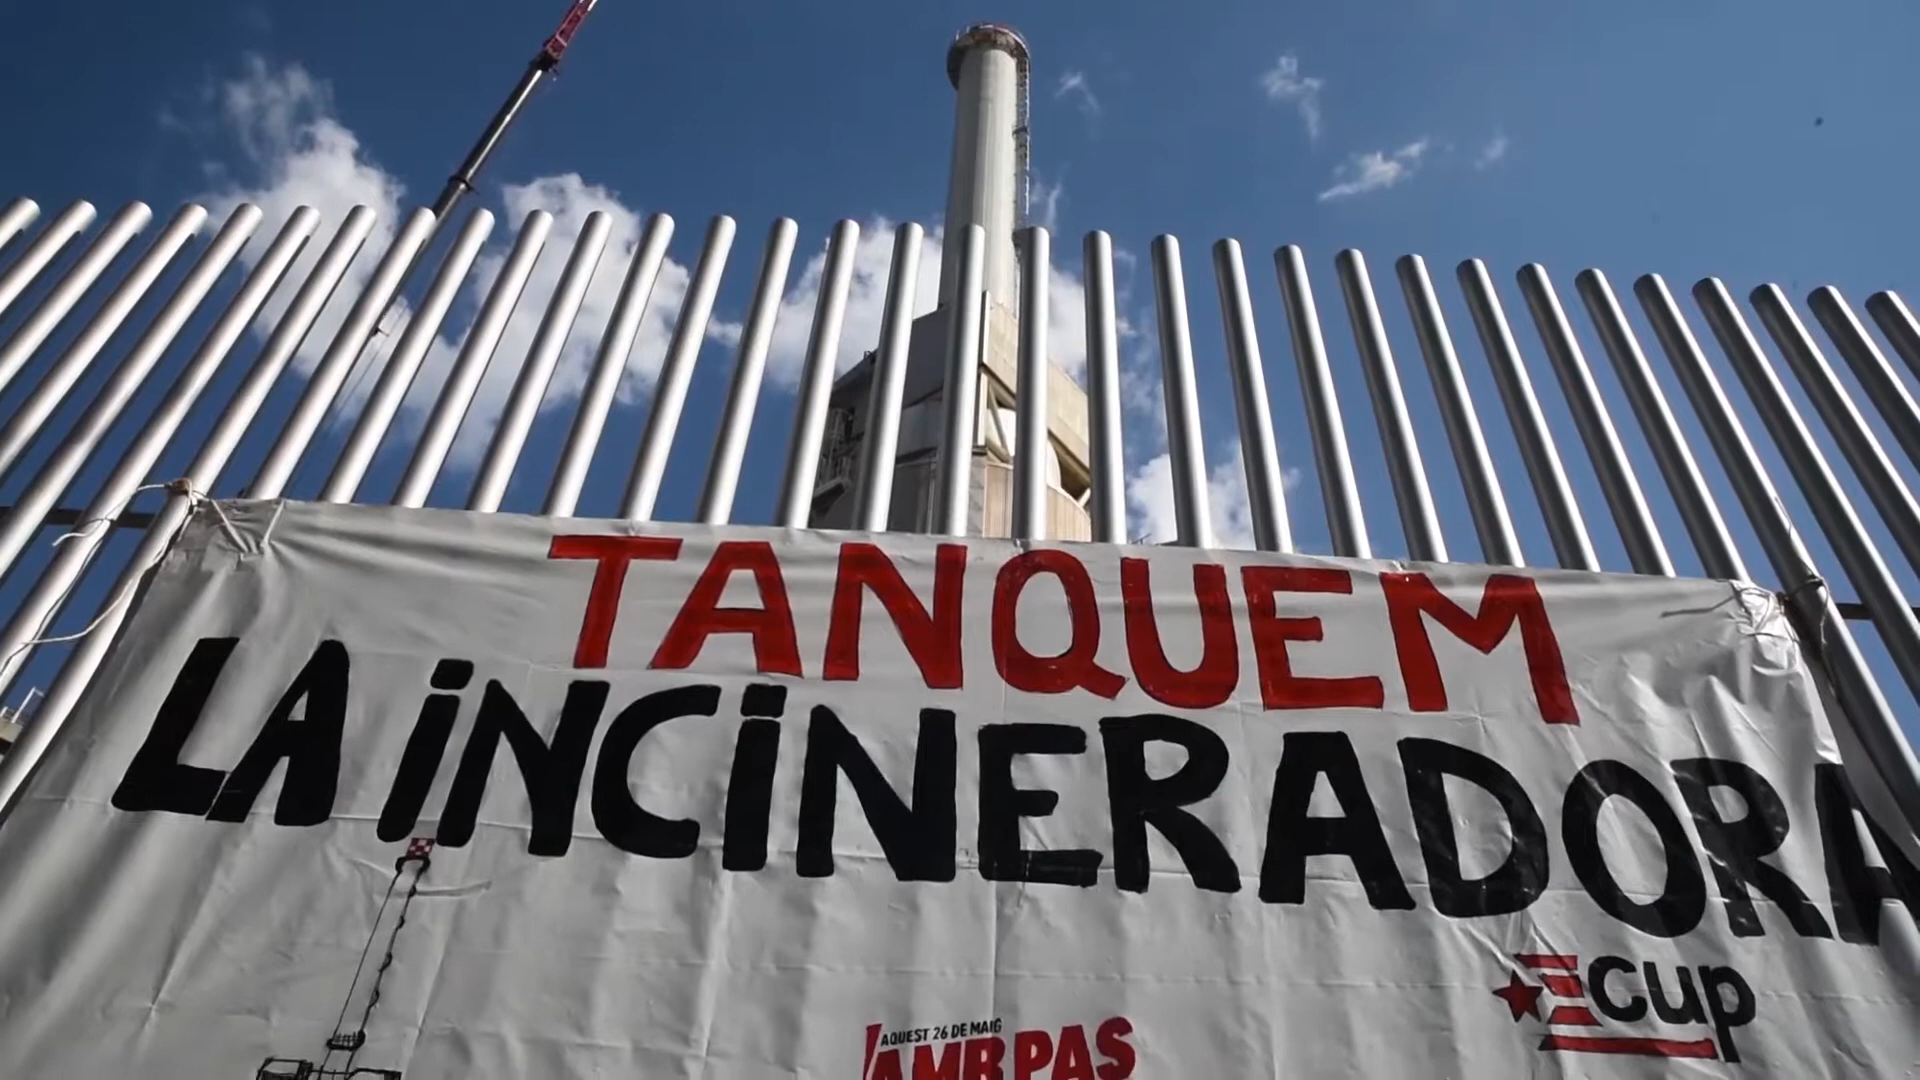 TANQUEM
LA iNCiNERADORA
cup
AQUEST 26 DE MAIG
AMB PAS